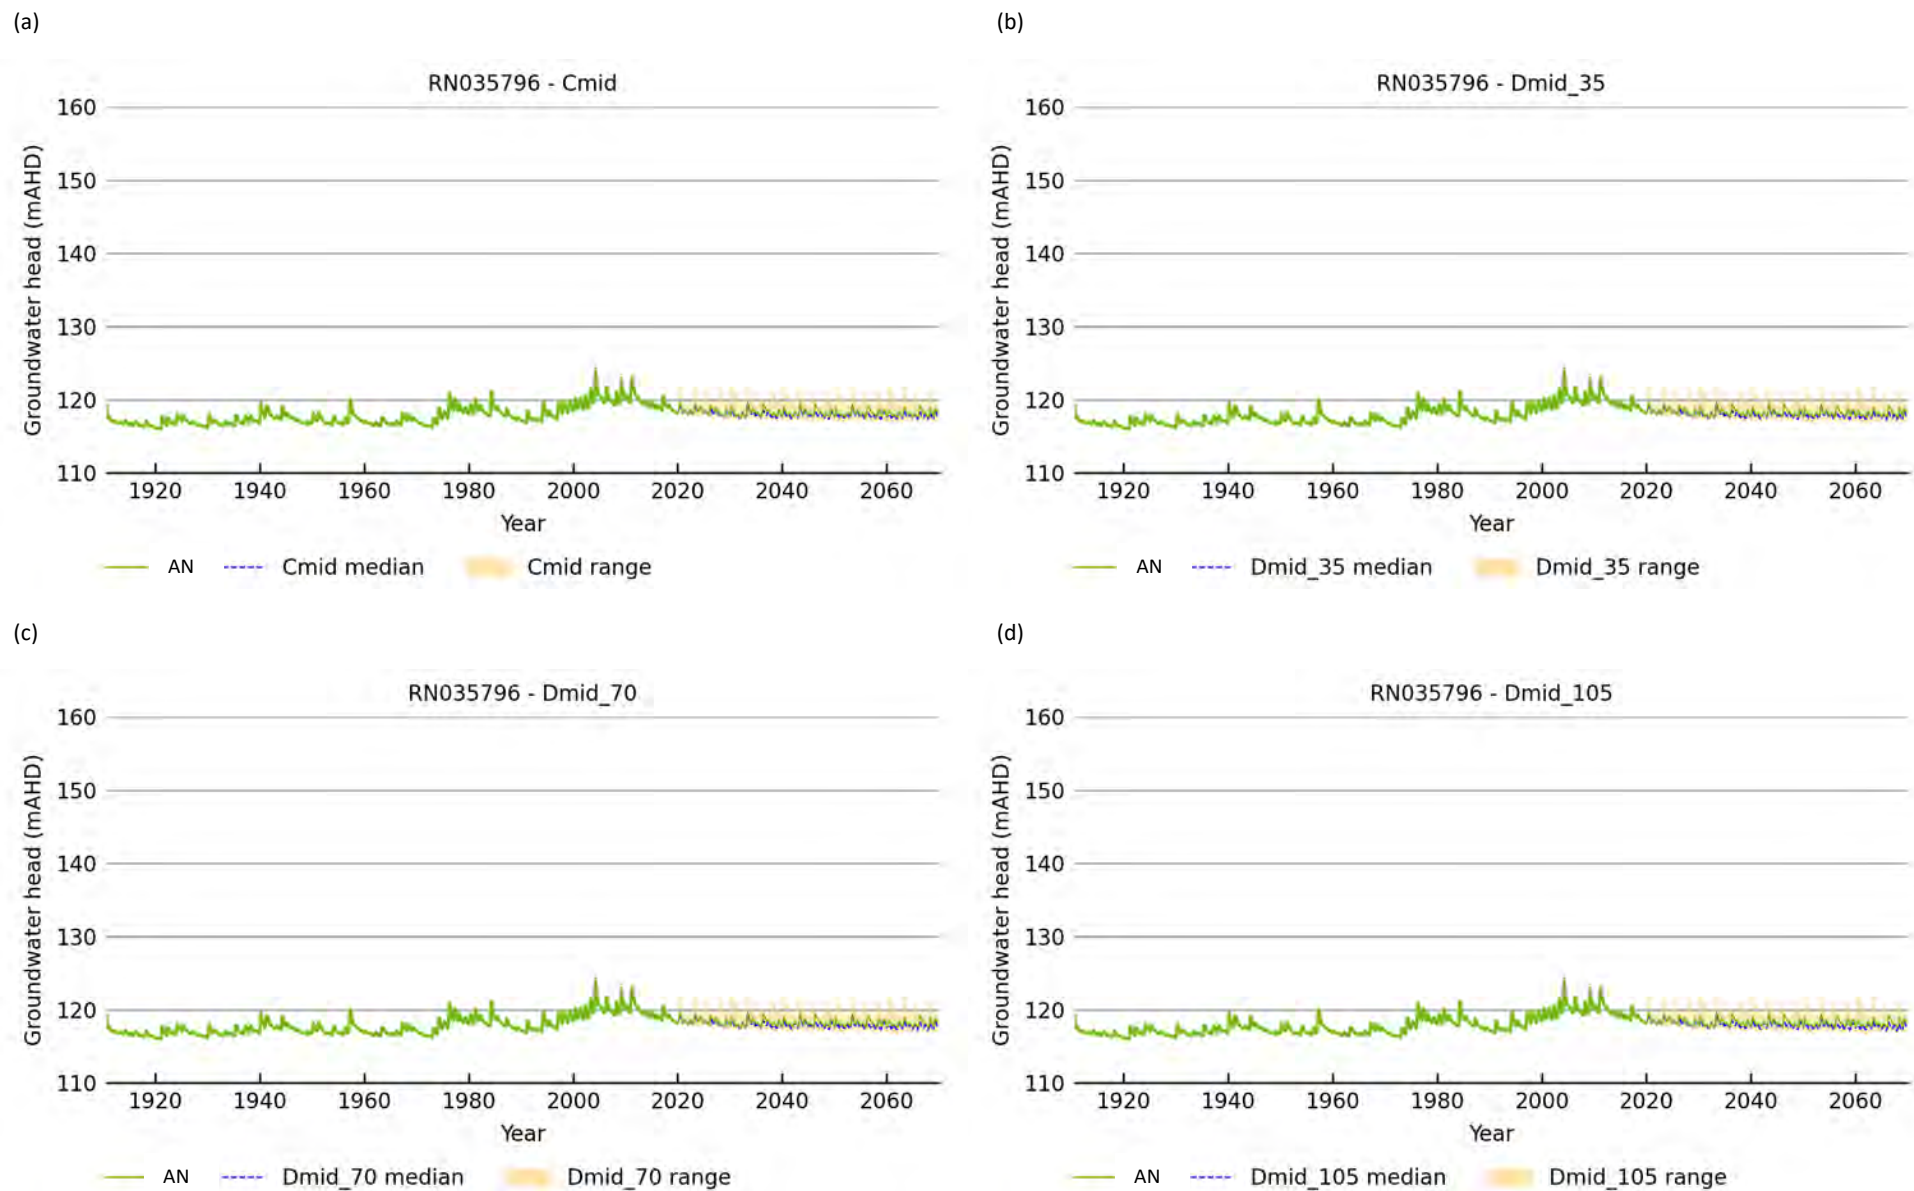 (a)
RN035796 - Cmid
Groundwater head (mAHD)
160
150
140
130
120
110
1920 1940 1960 1980 2000 2020 2040 2060
Year
AN Cmid median Cmid range
(b)
RN035796 - Dmid_35
Groundwater head (mAHD)
160
150
140
130
120
110
1920 1940 1960 1980 2000 2020 2040 2060
Year
AN Dmid_35 median Dmid_35 range
(c)
RN035796 - Dmid_70
Groundwater head (mAHD)
160
150
140
130
120
110
1920 1940 1960 1980 2000 2020 2040 2060
Year
AN Dmid_70 median Dmid_70 range
(d)
RN035796 - Dmid_105
Groundwater head (mAHD)
160
150
140
130
120
110
1920 1940 1960 1980 2000 2020 2040 2060
Year
AN Dmid_105 median Dmid_105 range